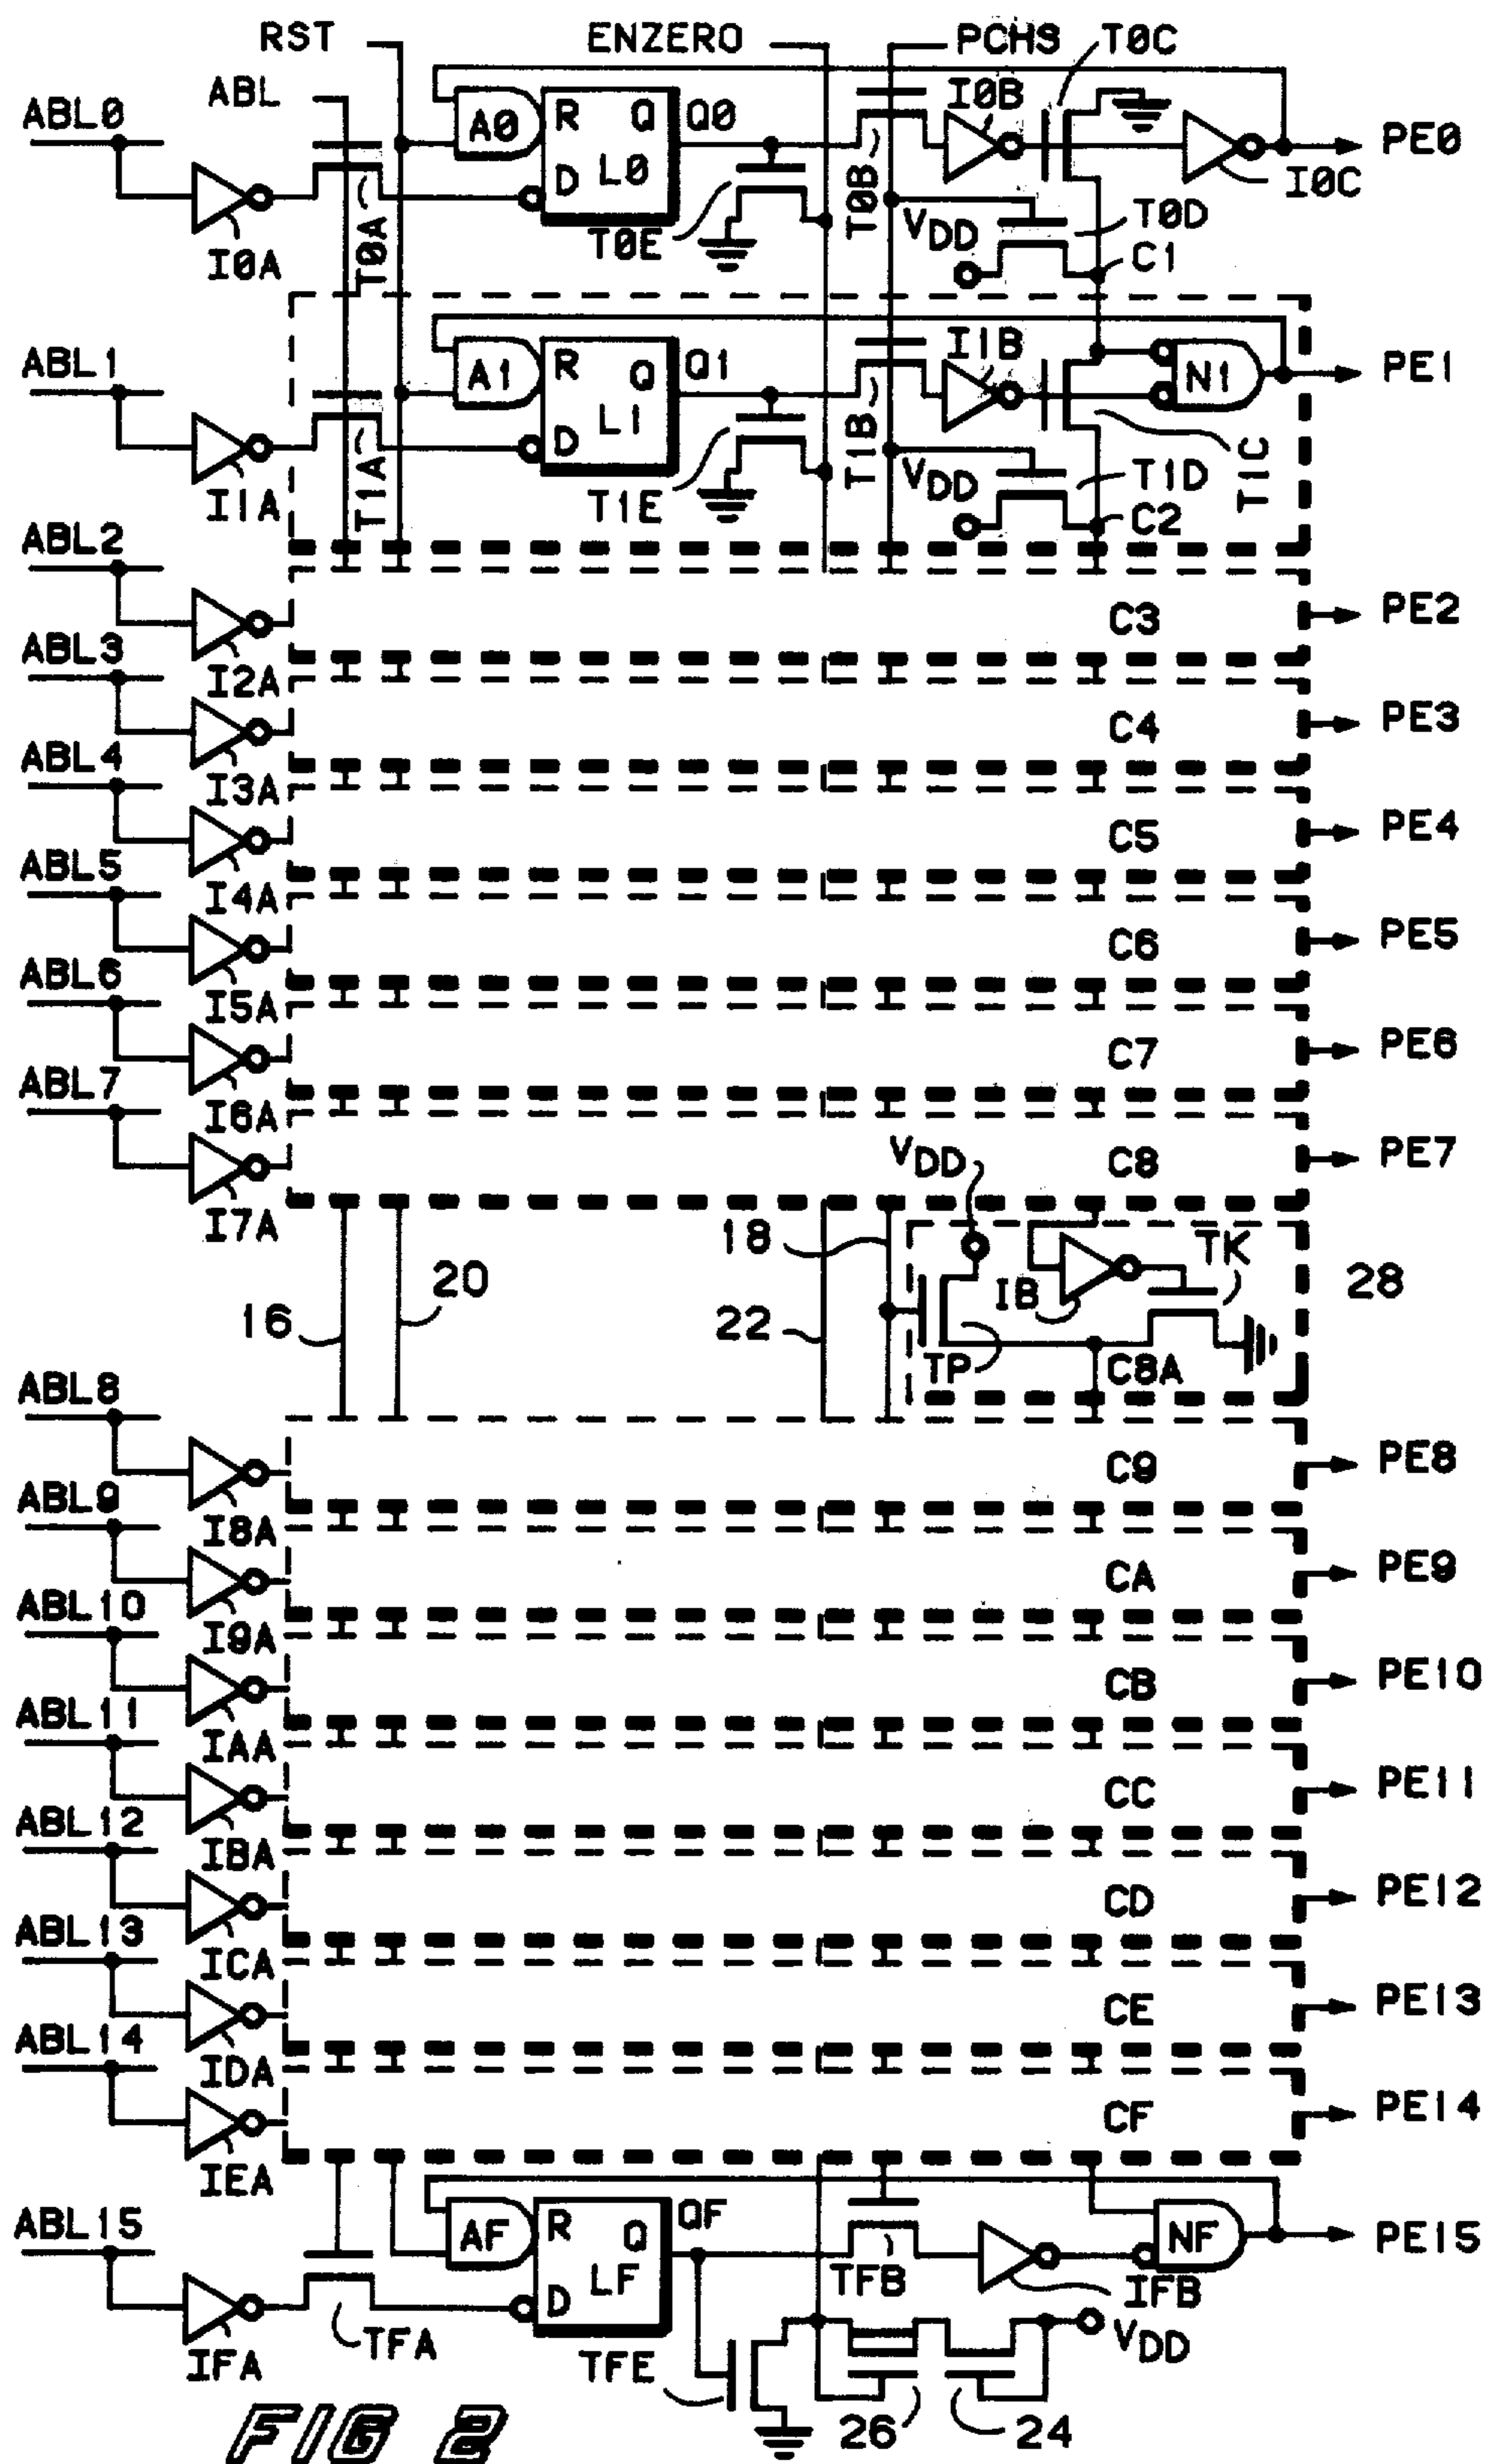 RST ENZERO PCHS T0C
ABL0 ABL A0 R Q Q0 I0B PE0
D L0 T0B I0C
I0A T0A T0E VDD T0D
C1
ABL1 A1 R Q Q1 I1B N1 PE1
D L1 T1B
I1A T1A T1E VDD T1D T1C
C2
ABL2 C3 PE2
I2A
ABL3 C4 PE3
I3A
ABL4 C5 PE4
I4A
ABL5 C6 PE5
I5A
ABL6 C7 PE6
I6A
ABL7 VDD C8 PE7
I7A
18 TK
16 20 22 IB 28
TP C8A
ABL8 C9 PE8
I8A
ABL9 CA PE9
I9A
ABL10 CB PE10
IAA
ABL11 CC PE11
IBA
ABL12 CD PE12
ICA
ABL13 CE PE13
IDA
ABL14 CF PE14
IEA
ABL15 AF R Q QF NF PE15
D LF TFB IFB
IFA TFA TFE VDD
26 24
FIG 2